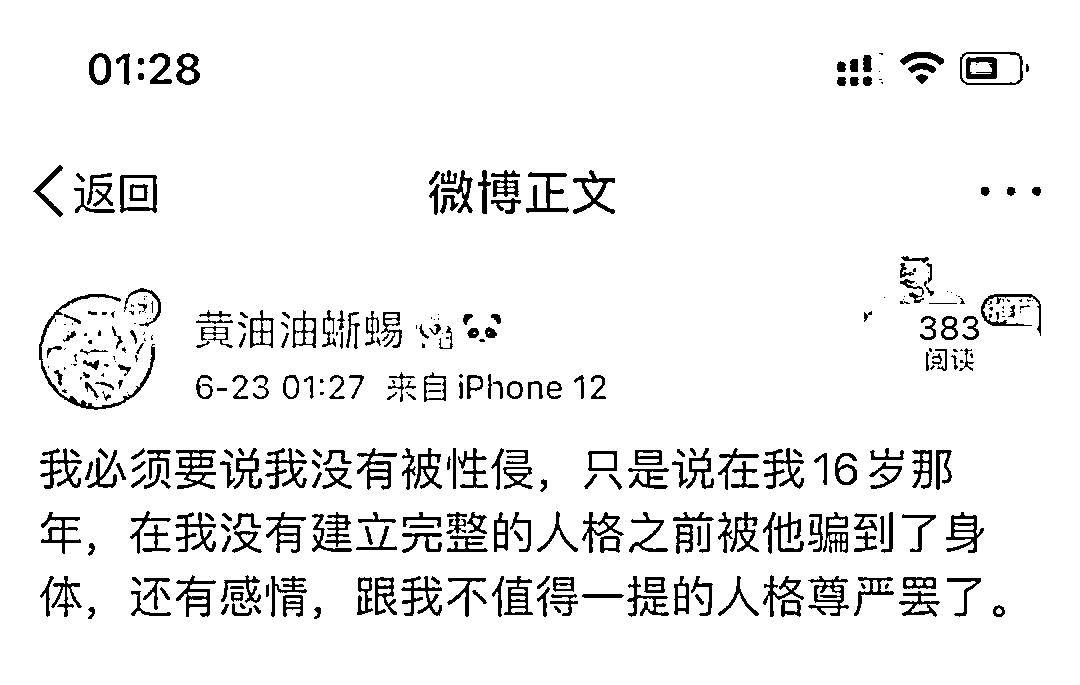 01:28
返回
微博正文
黄油油蜥蜴
383
阅读
6-23 01:27 来自 iPhone 12
我必须要说我没有被性侵，只是说在我16岁那
年，在我没有建立完整的人格之前被他骗到了身
体，还有感情，跟我不值得一提的人格尊严罢了。